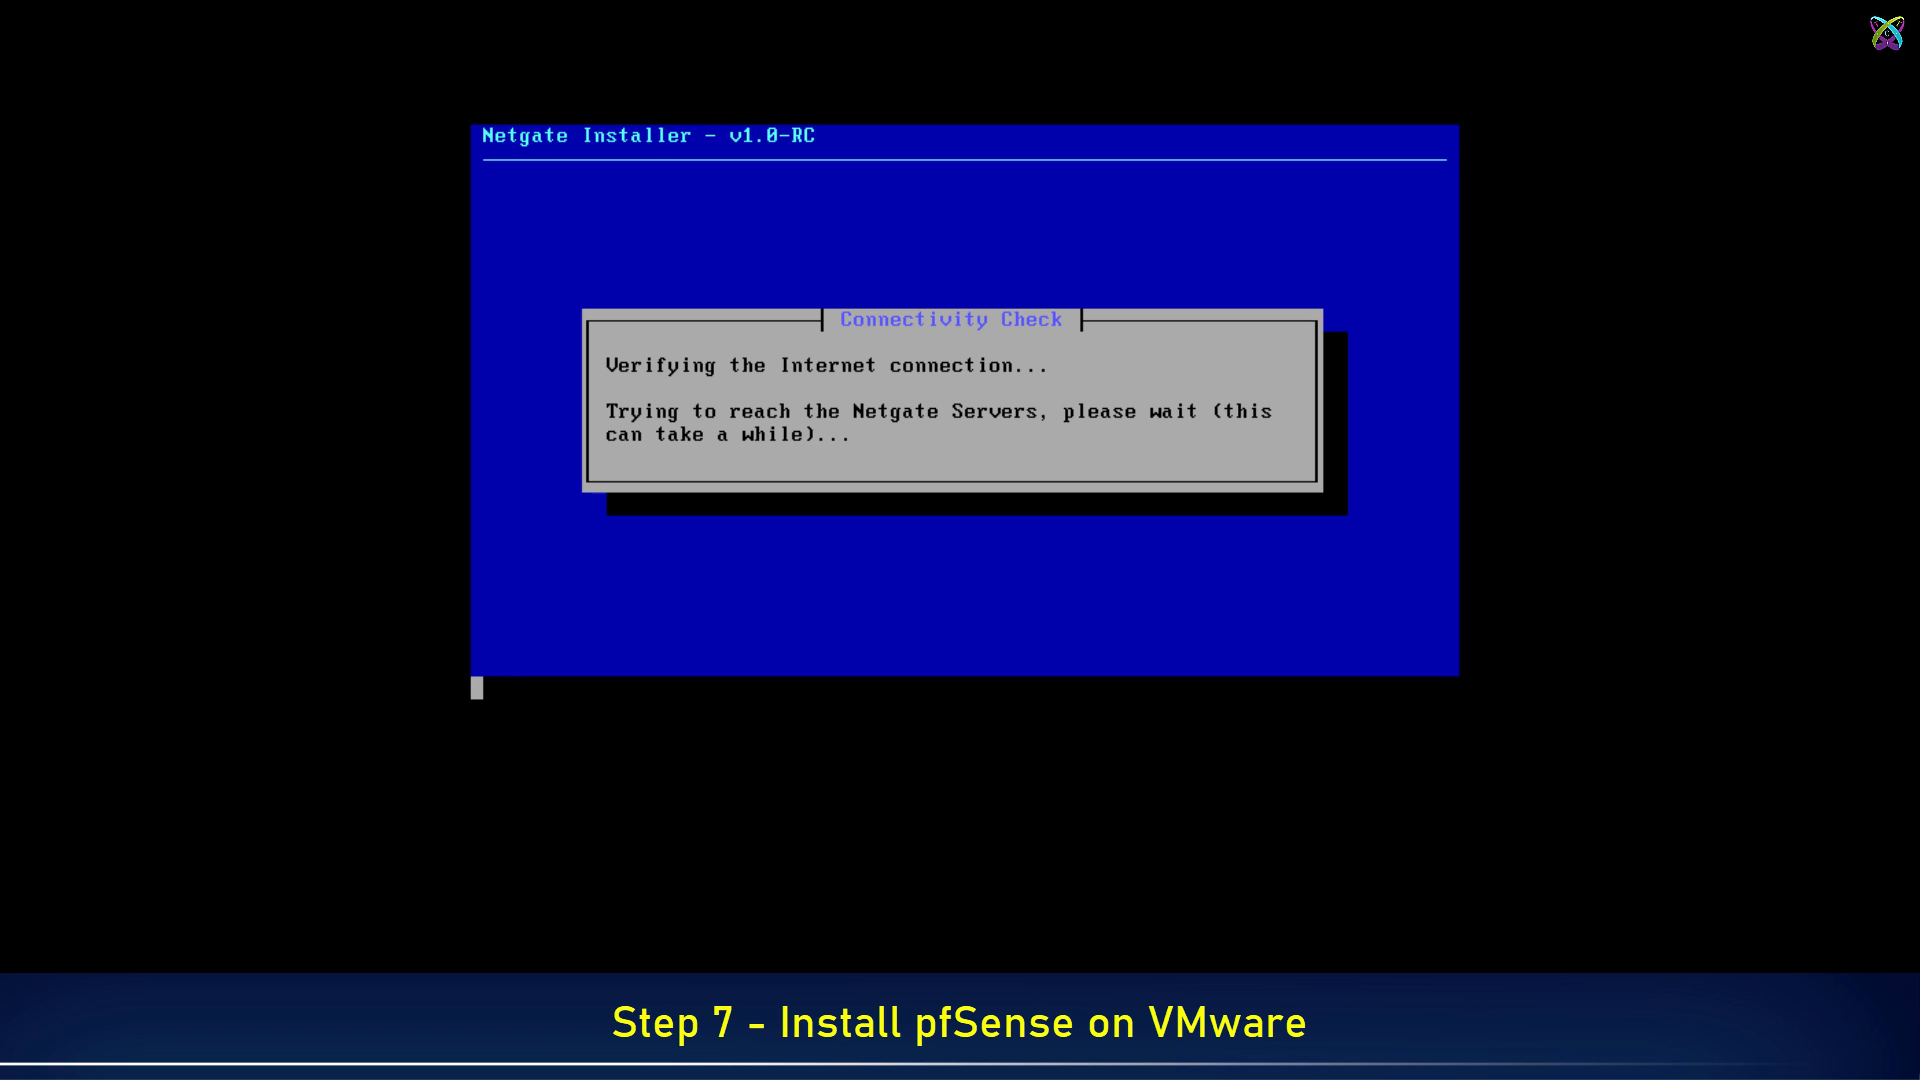 Netgate Installer - v1.0-RC
Connectivity Check
Verifying the Internet connection...
Trying to reach the Netgate Servers, please wait (this
can take a while)...
Step 7 - Install pfSense on VMware